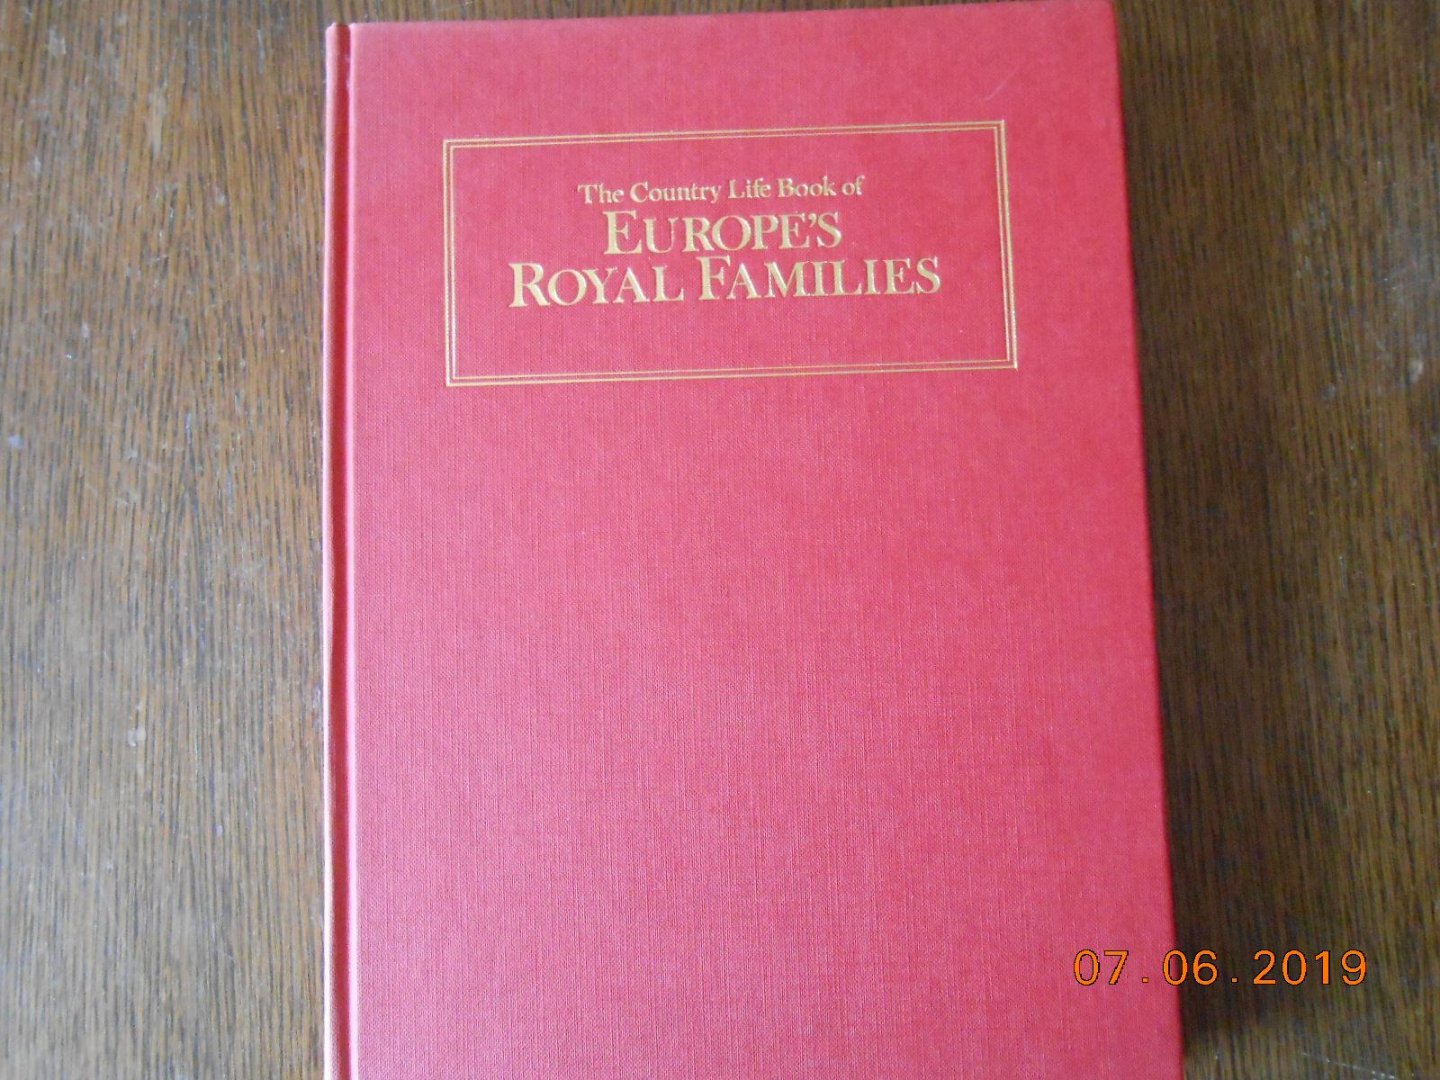 The Country Life Book of
EUROPE'S
ROYAL FAMILIES
07.06.2019